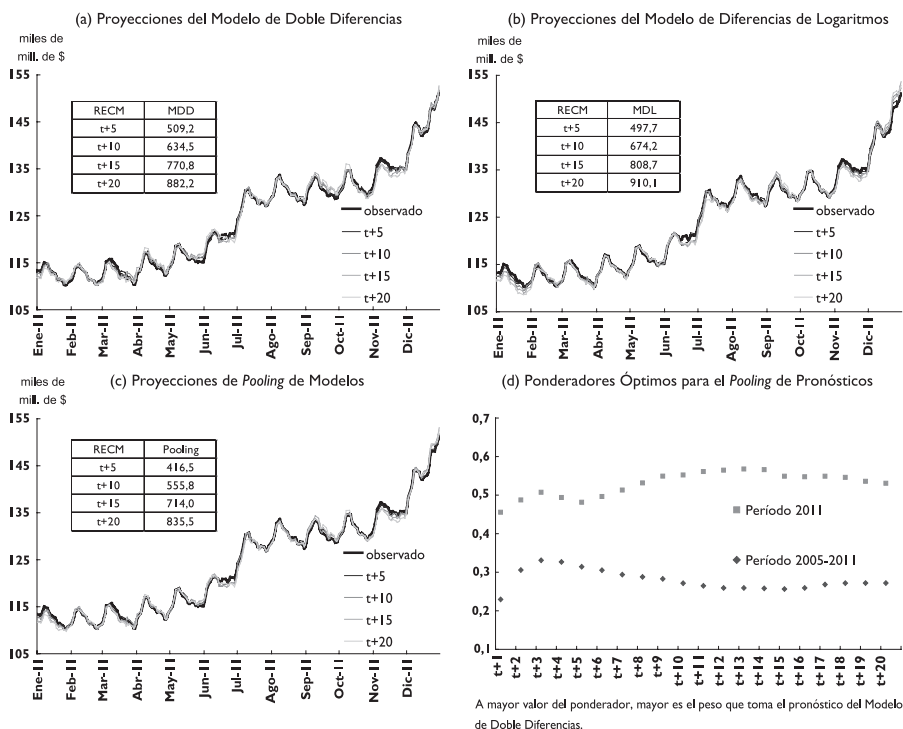 (a) Proyecciones del Modelo de Doble Diferencias
miles de
mill. de $
155
145
135
125
115
105
RECM MDD
t+5 509,2
t+10 634,5
t+15 770,8
t+20 882,2
observado
t+5
t+10
t+15
t+20
Ene-11
Feb-11
Mar-11
Abr-11
May-11
Jun-11
Jul-11
Ago-11
Sep-11
Oct-11
Nov-11
Dic-11
(b) Proyecciones del Modelo de Diferencias de Logaritmos
miles de
mill. de $
155
145
135
125
115
105
RECM MDL
t+5 497,7
t+10 674,2
t+15 808,7
t+20 910,1
observado
t+5
t+10
t+15
t+20
Ene-11
Feb-11
Mar-11
Abr-11
May-11
Jun-11
Jul-11
Ago-11
Sep-11
Oct-11
Nov-11
Dic-11
(c) Proyecciones de Pooling de Modelos
miles de
mill. de $
155
145
135
125
115
105
RECM Pooling
t+5 416,5
t+10 555,8
t+15 714,0
t+20 835,5
observado
t+5
t+10
t+15
t+20
Ene-11
Feb-11
Mar-11
Abr-11
May-11
Jun-11
Jul-11
Ago-11
Sep-11
Oct-11
Nov-11
Dic-11
(d) Ponderadores Óptimos para el Pooling de Pronósticos
0,7
0,6
0,5
0,4
0,3
0,2
0,1
Período 2011
Período 2005-2011
t+1
t+2
t+3
t+4
t+5
t+6
t+7
t+8
t+9
t+10
t+11
t+12
t+13
t+14
t+15
t+16
t+17
t+18
t+19
t+20
A mayor valor del ponderador, mayor es el peso que toma el pronóstico del Modelo
de Doble Diferencias.